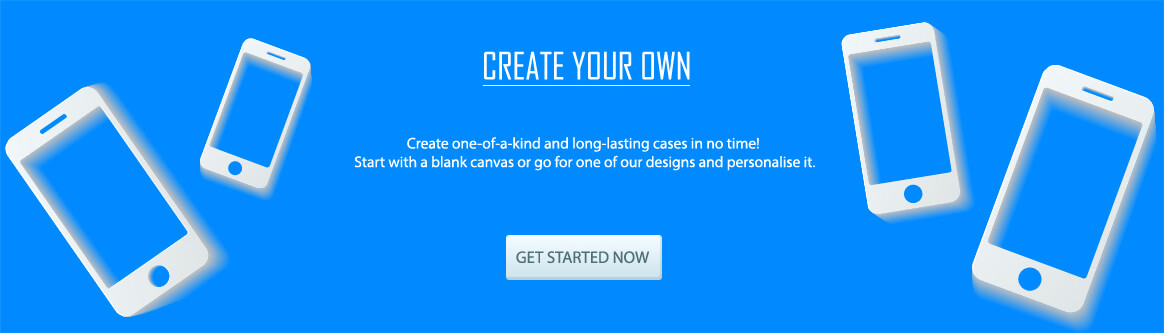 CREATE YOUR OWN
Create one-of-a-kind and long-lasting cases in no time!
Start with a blank canvas or go for one of our designs and personalise it.
GET STARTED NOW